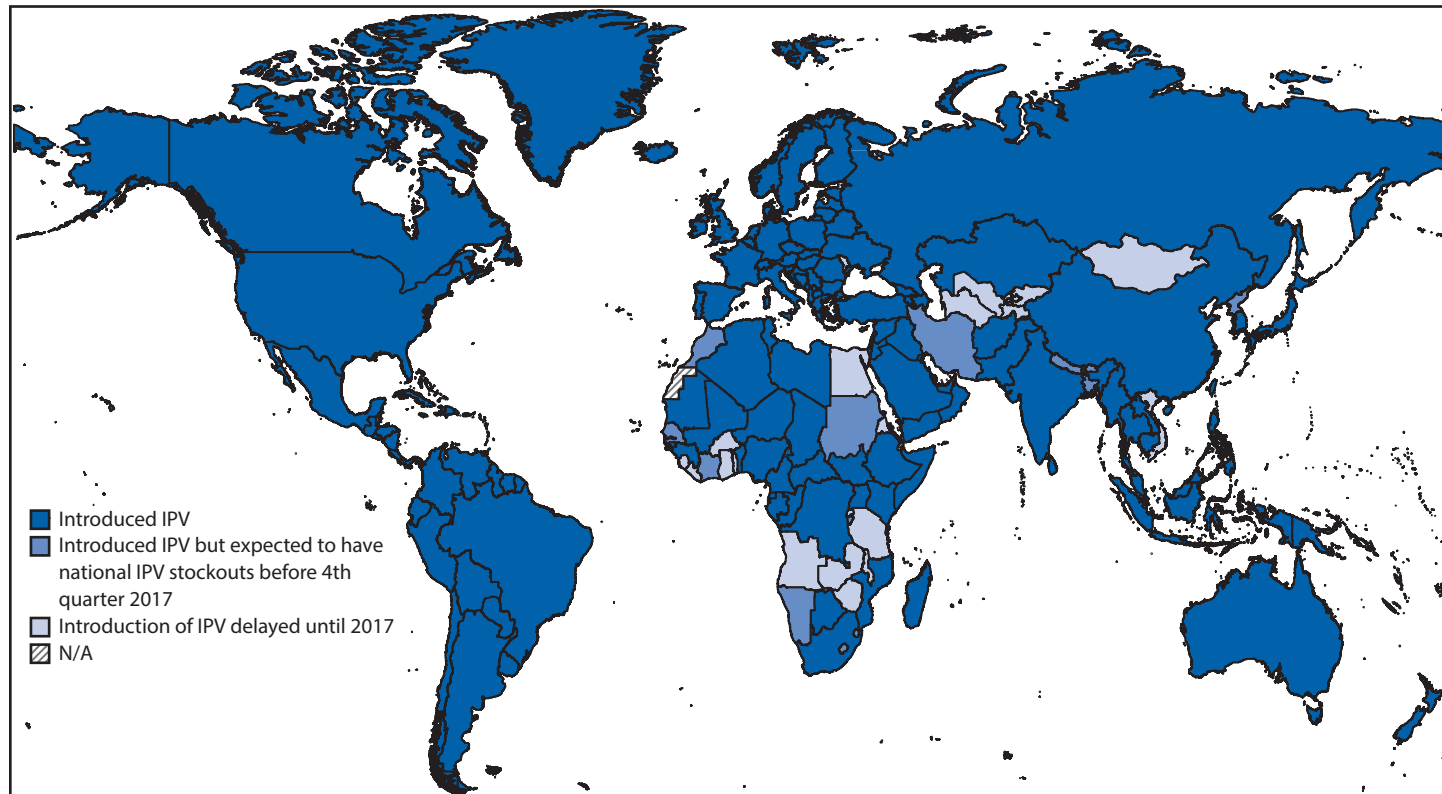 Introduced IPV
Introduced IPV but expected to have
national IPV stockouts before 4th
quarter 2017
Introduction of IPV delayed until 2017
N/A